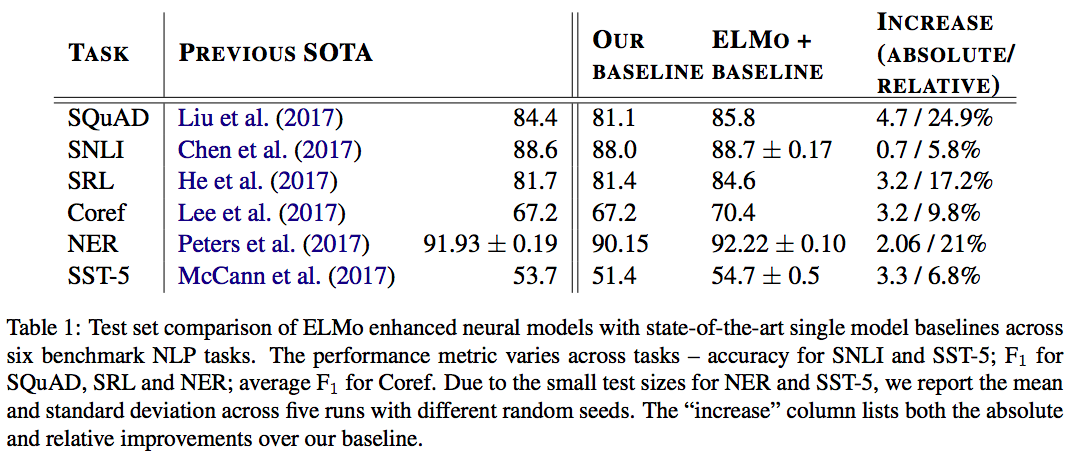 TASK PREVIOUS SOTA OUR BASELINE ELMO + BASELINE INCREASE (ABSOLUTE/ RELATIVE)
SQuAD Liu et al. (2017) 84.4 81.1 85.8 4.7 / 24.9%
SNLI Chen et al. (2017) 88.6 88.0 88.7 ± 0.17 0.7 / 5.8%
SRL He et al. (2017) 81.7 81.4 84.6 3.2 / 17.2%
Coref Lee et al. (2017) 67.2 67.2 70.4 3.2 / 9.8%
NER Peters et al. (2017) 91.93 ± 0.19 90.15 92.22 ± 0.10 2.06 / 21%
SST-5 McCann et al. (2017) 53.7 51.4 54.7 ± 0.5 3.3 / 6.8%
Table 1: Test set comparison of ELMo enhanced neural models with state-of-the-art single model baselines across
six benchmark NLP tasks. The performance metric varies across tasks – accuracy for SNLI and SST-5; F₁ for
SQuAD, SRL and NER; average F₁ for Coref. Due to the small test sizes for NER and SST-5, we report the mean
and standard deviation across five runs with different random seeds. The “increase” column lists both the absolute
and relative improvements over our baseline.